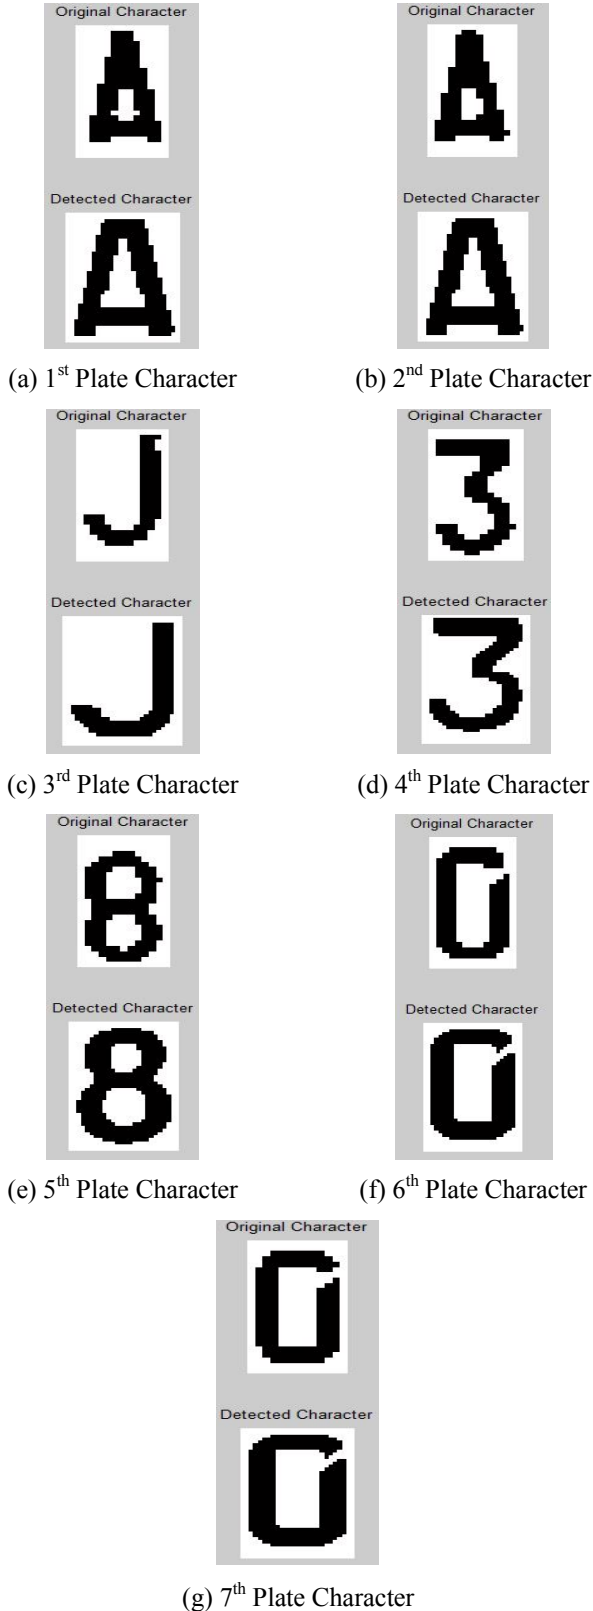 Original Character
Original Character
A
A
Detected Character
Detected Character
A
A
(a) 1st Plate Character
(b) 2nd Plate Character
Original Character
Original Character
J
3
Detected Character
Detected Character
J
3
(c) 3rd Plate Character
(d) 4th Plate Character
Original Character
Original Character
8
0
Detected Character
Detected Character
8
0
(e) 5th Plate Character
(f) 6th Plate Character
Original Character
0
Detected Character
0
(g) 7th Plate Character